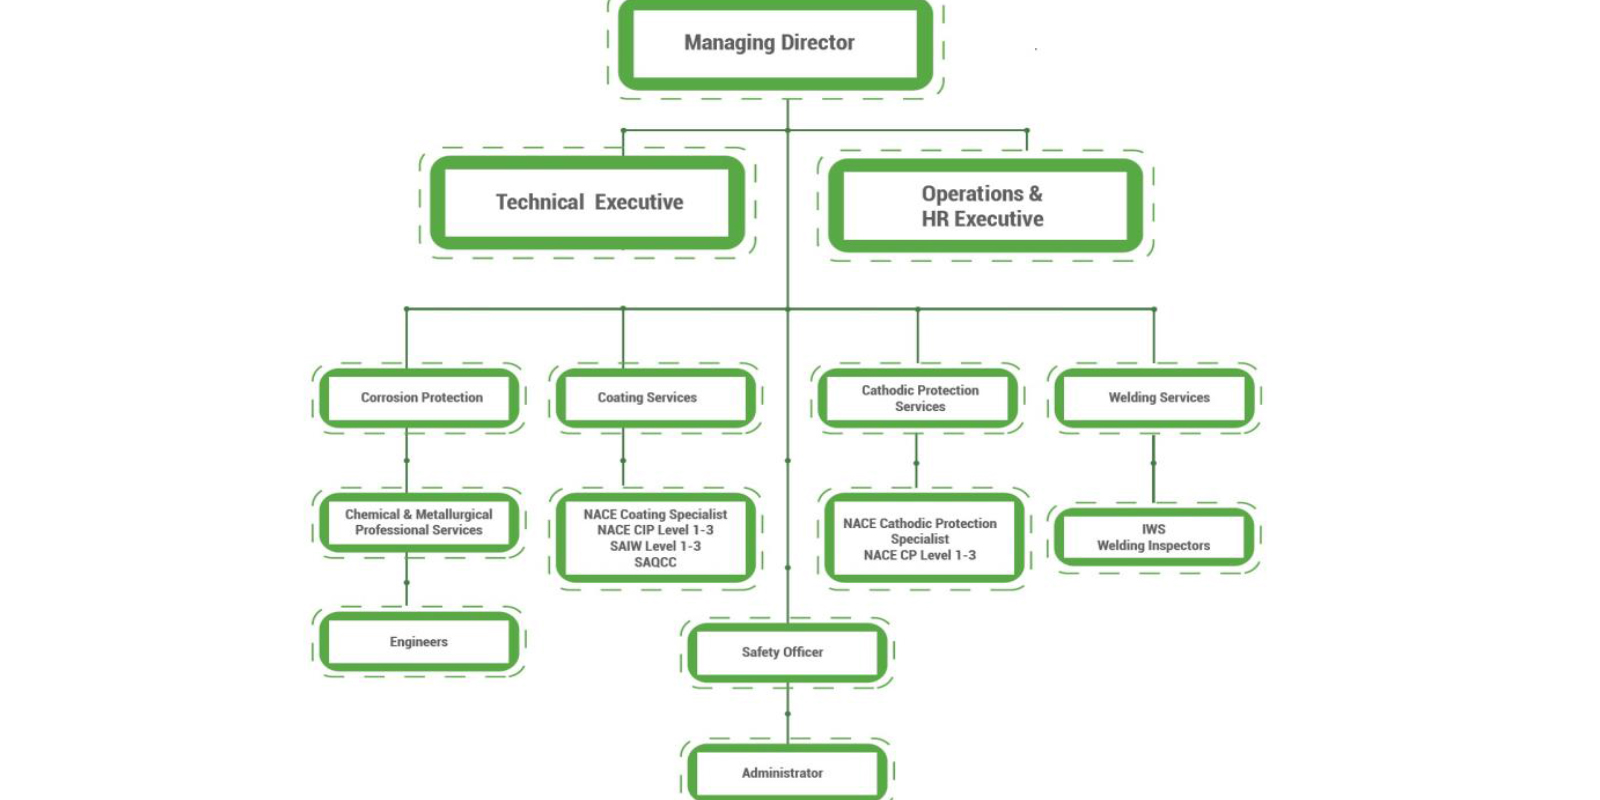 Managing Director
Technical Executive
Operations &
HR Executive
Corrosion Protection
Coating Services
Cathodic Protection
Services
Welding Services
Chemical & Metallurgical
Professional Services
NACE Coating Specialist
NACE CIP Level 1-3
SAIW Level 1-3
SAQCC
NACE Cathodic Protection
Specialist
NACE CP Level 1-3
IWS
Welding Inspectors
Engineers
Safety Officer
Administrator